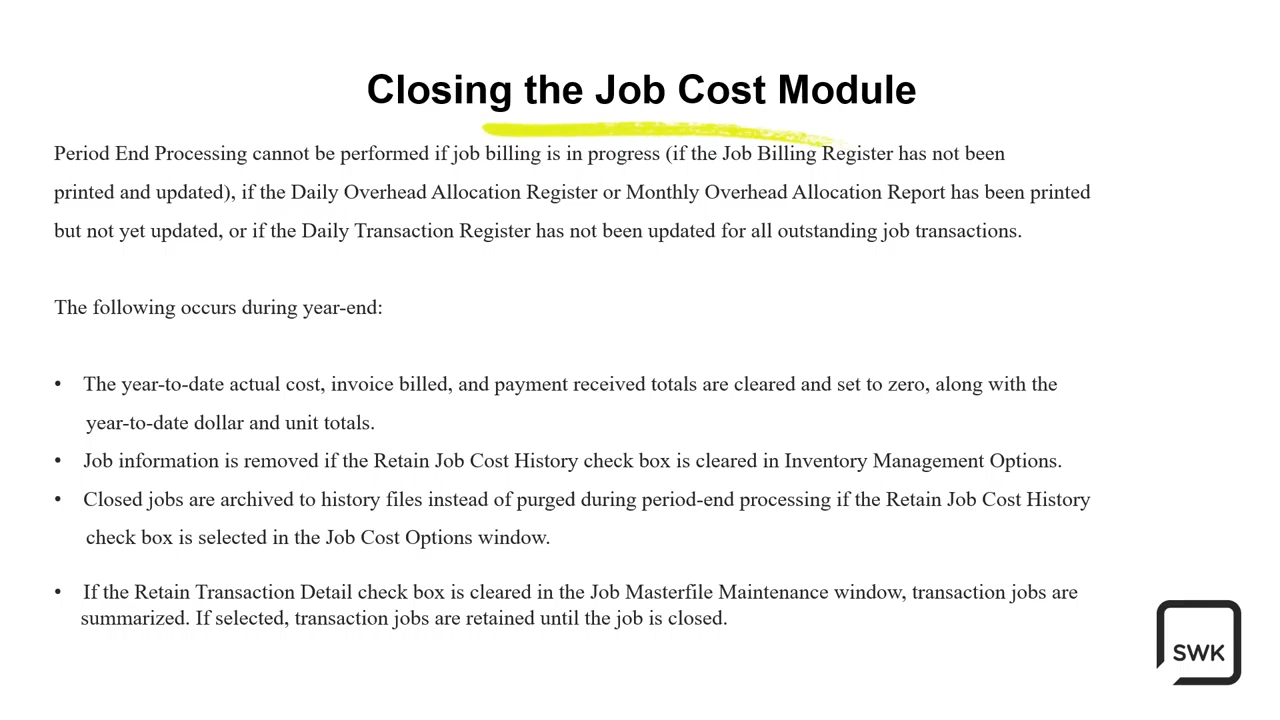 Closing the Job Cost Module
Period End Processing cannot be performed if job billing is in progress (if the Job Billing Register has not been
printed and updated), if the Daily Overhead Allocation Register or Monthly Overhead Allocation Report has been printed
but not yet updated, or if the Daily Transaction Register has not been updated for all outstanding job transactions.
The following occurs during year-end:
• The year-to-date actual cost, invoice billed, and payment received totals are cleared and set to zero, along with the
year-to-date dollar and unit totals.
• Job information is removed if the Retain Job Cost History check box is cleared in Inventory Management Options.
• Closed jobs are archived to history files instead of purged during period-end processing if the Retain Job Cost History
check box is selected in the Job Cost Options window.
• If the Retain Transaction Detail check box is cleared in the Job Masterfile Maintenance window, transaction jobs are
summarized. If selected, transaction jobs are retained until the job is closed.
SWK